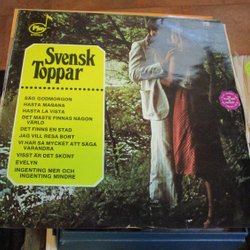 Svensk
Toppar
SÄG GODMORGON
HASTA MAÑANA
HASTA LA VISTA
DET MÅSTE FINNAS NÅGON
VÄRLD
DET FINNS EN STAD
JAG VILL RESA BORT
VI HAR SÅ MYCKET ATT SÄGA
VARANDRA
VISST ÄR DET SKÖNT
EVELYN
INGENTING MER OCH
INGENTING MINDRE